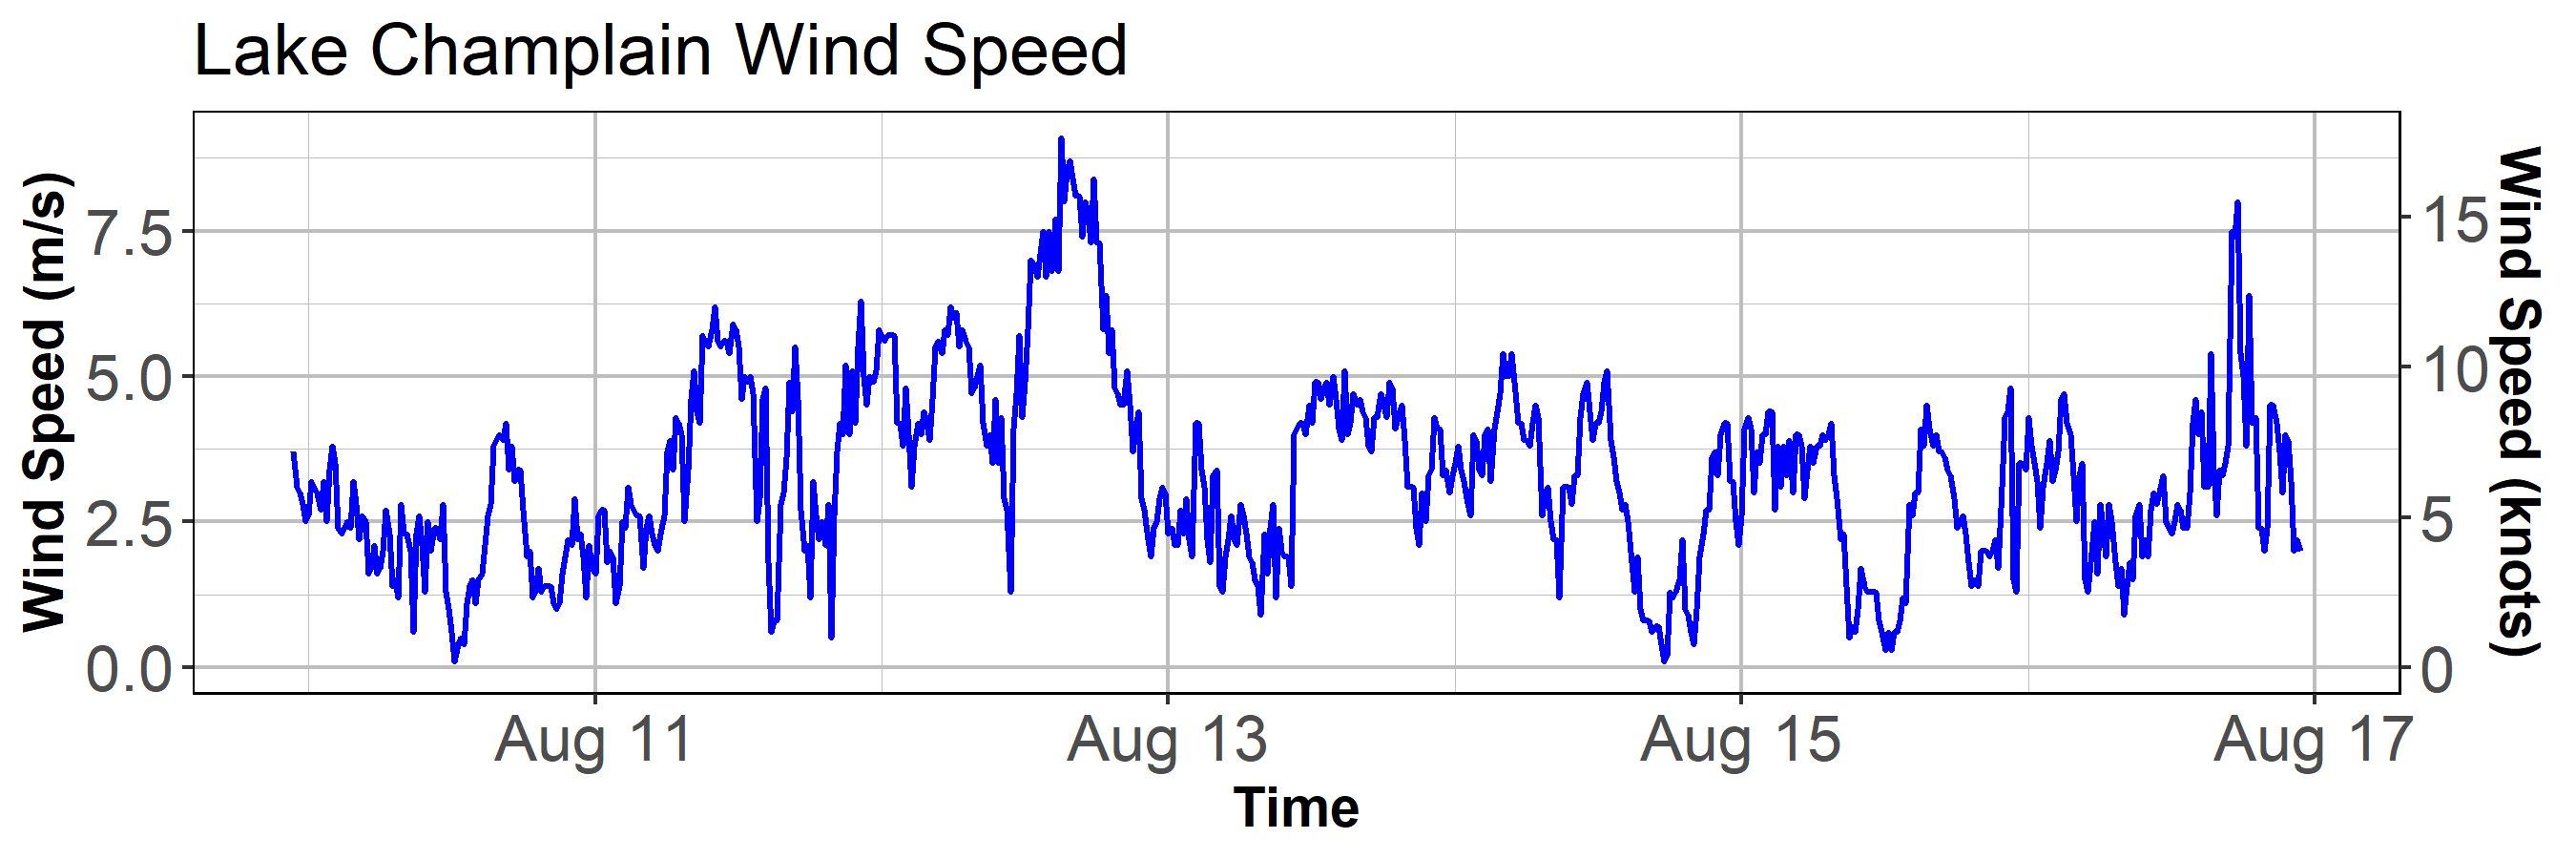 Lake Champlain Wind Speed
Wind Speed (m/s)
7.5
5.0
2.5
0.0
15
10
5
0
Wind Speed (knots)
Aug 11
Aug 13
Aug 15
Aug 17
Time